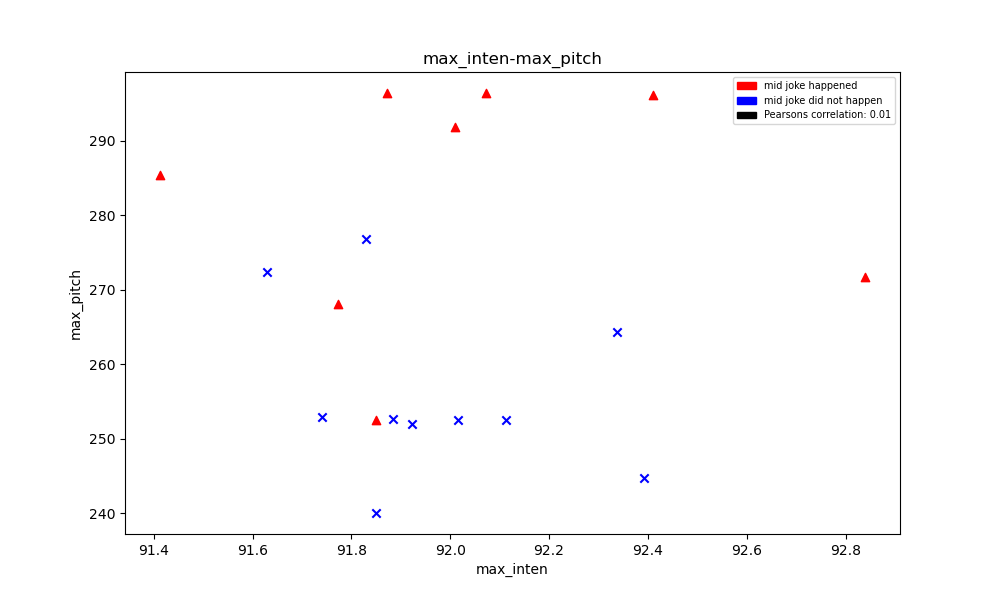 max_inten-max_pitch
mid joke happened
mid joke did not happen
Pearsons correlation: 0.01
max_pitch
290
280
270
260
250
240
91.4 91.6 91.8 92.0 92.2 92.4 92.6 92.8
max_inten